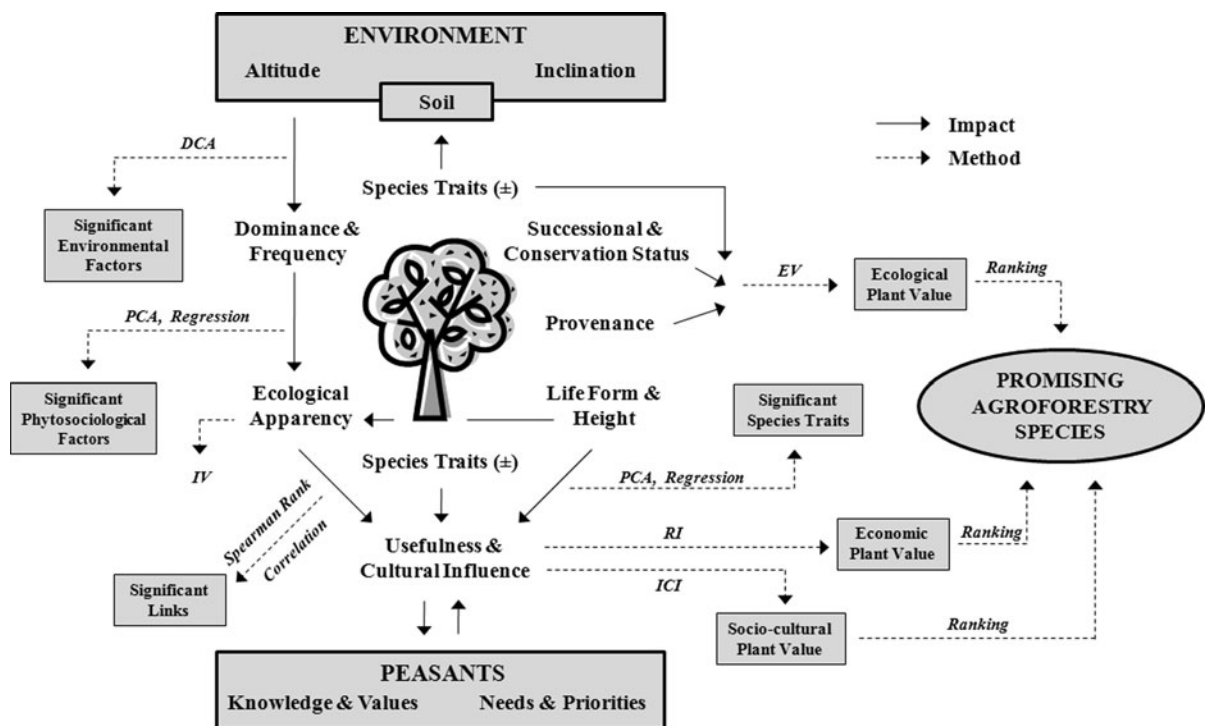 ENVIRONMENT
Altitude
Inclination
Soil
Impact
Method
DCA
Species Traits (±)
Significant
Environmental
Factors
Dominance &
Frequency
Successional &
Conservation Status
EV
Ecological
Plant Value
Ranking
Provenance
PCA, Regression
Significant
Phytosociological
Factors
Ecological
Apparency
Life Form &
Height
Significant
Species Traits
PROMISING
AGROFORESTRY
SPECIES
IV
Species Traits (±)
PCA, Regression
Spearman Rank
Correlation
Usefulness &
Cultural Influence
RI
Economic
Plant Value
Ranking
ICI
Significant
Links
Socio-cultural
Plant Value
Ranking
PEASANTS
Knowledge & Values
Needs & Priorities